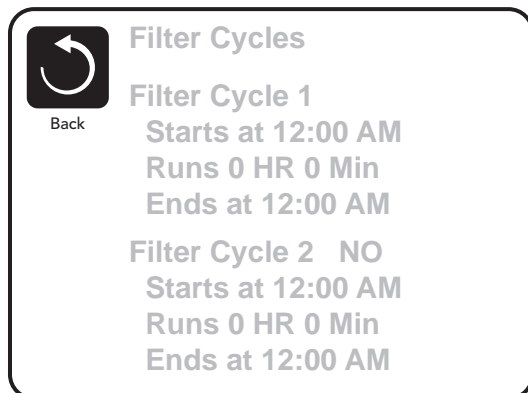 Filter Cycles
Back
Filter Cycle 1
Starts at 12:00 AM
Runs 0 HR 0 Min
Ends at 12:00 AM
Filter Cycle 2 NO
Starts at 12:00 AM
Runs 0 HR 0 Min
Ends at 12:00 AM